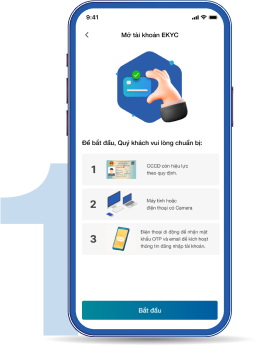 9:41
Mở tài khoản EKYC
Để bắt đầu, Quý khách vui lòng chuẩn bị:
1
CCCD còn hiệu lực
theo quy định.
2
Máy tính hoặc
điện thoại có Camera
3
Điện thoại di động để nhận mật
khẩu OTP và email để kích hoạt
thông tin đăng nhập tài khoản.
Bắt đầu
1